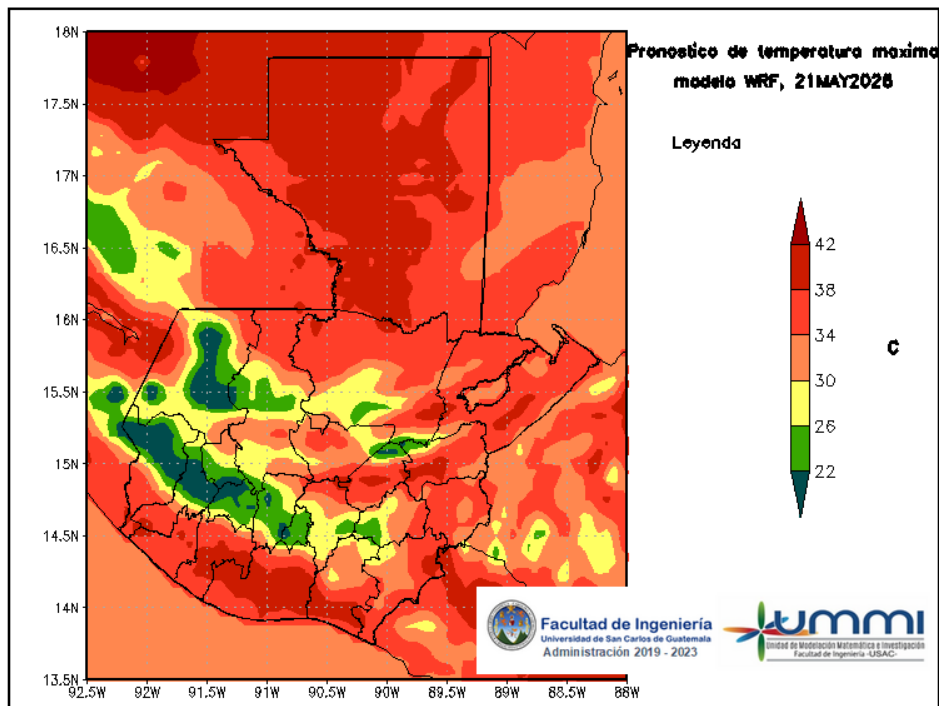 18N
17.5N
17N
16.5N
16N
15.5N
15N
14.5N
14N
13.5N
92.5W
92W
91.5W
91W
90.5W
90W
89.5W
89W
88.5W
88W
Pronostico de temperatura maxima
modelo WRF, 21MAY2026
Leyenda
42
38
34
30
26
22
C
Facultad de Ingeniería
Universidad de San Carlos de Guatemala
Administración 2019 - 2023
UMMI
Unidad de Modelación Matemática e Investigación
Facultad de Ingeniería -USAC-